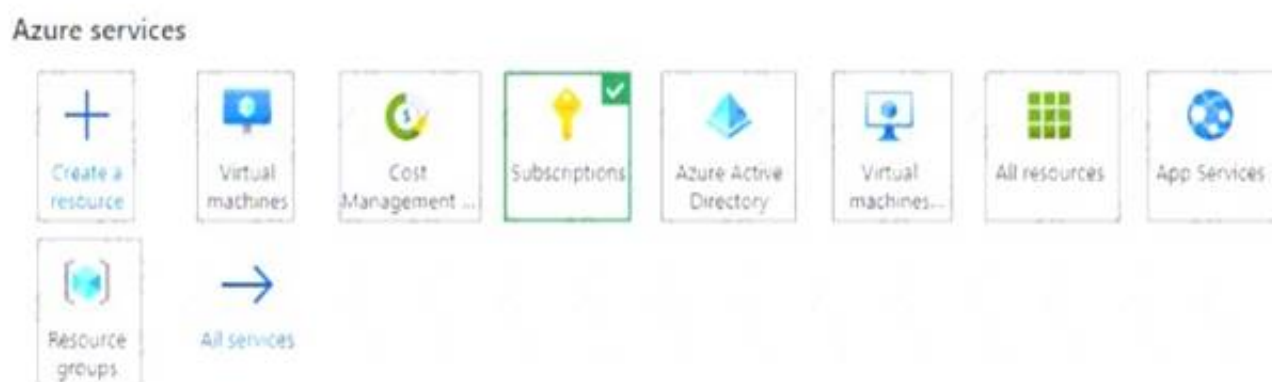 Azure services
Create a
resource
Virtual
machines
Cost
Management ...
Subscriptions
Azure Active
Directory
Virtual
machines...
All resources
App Services
Resource
groups
All services